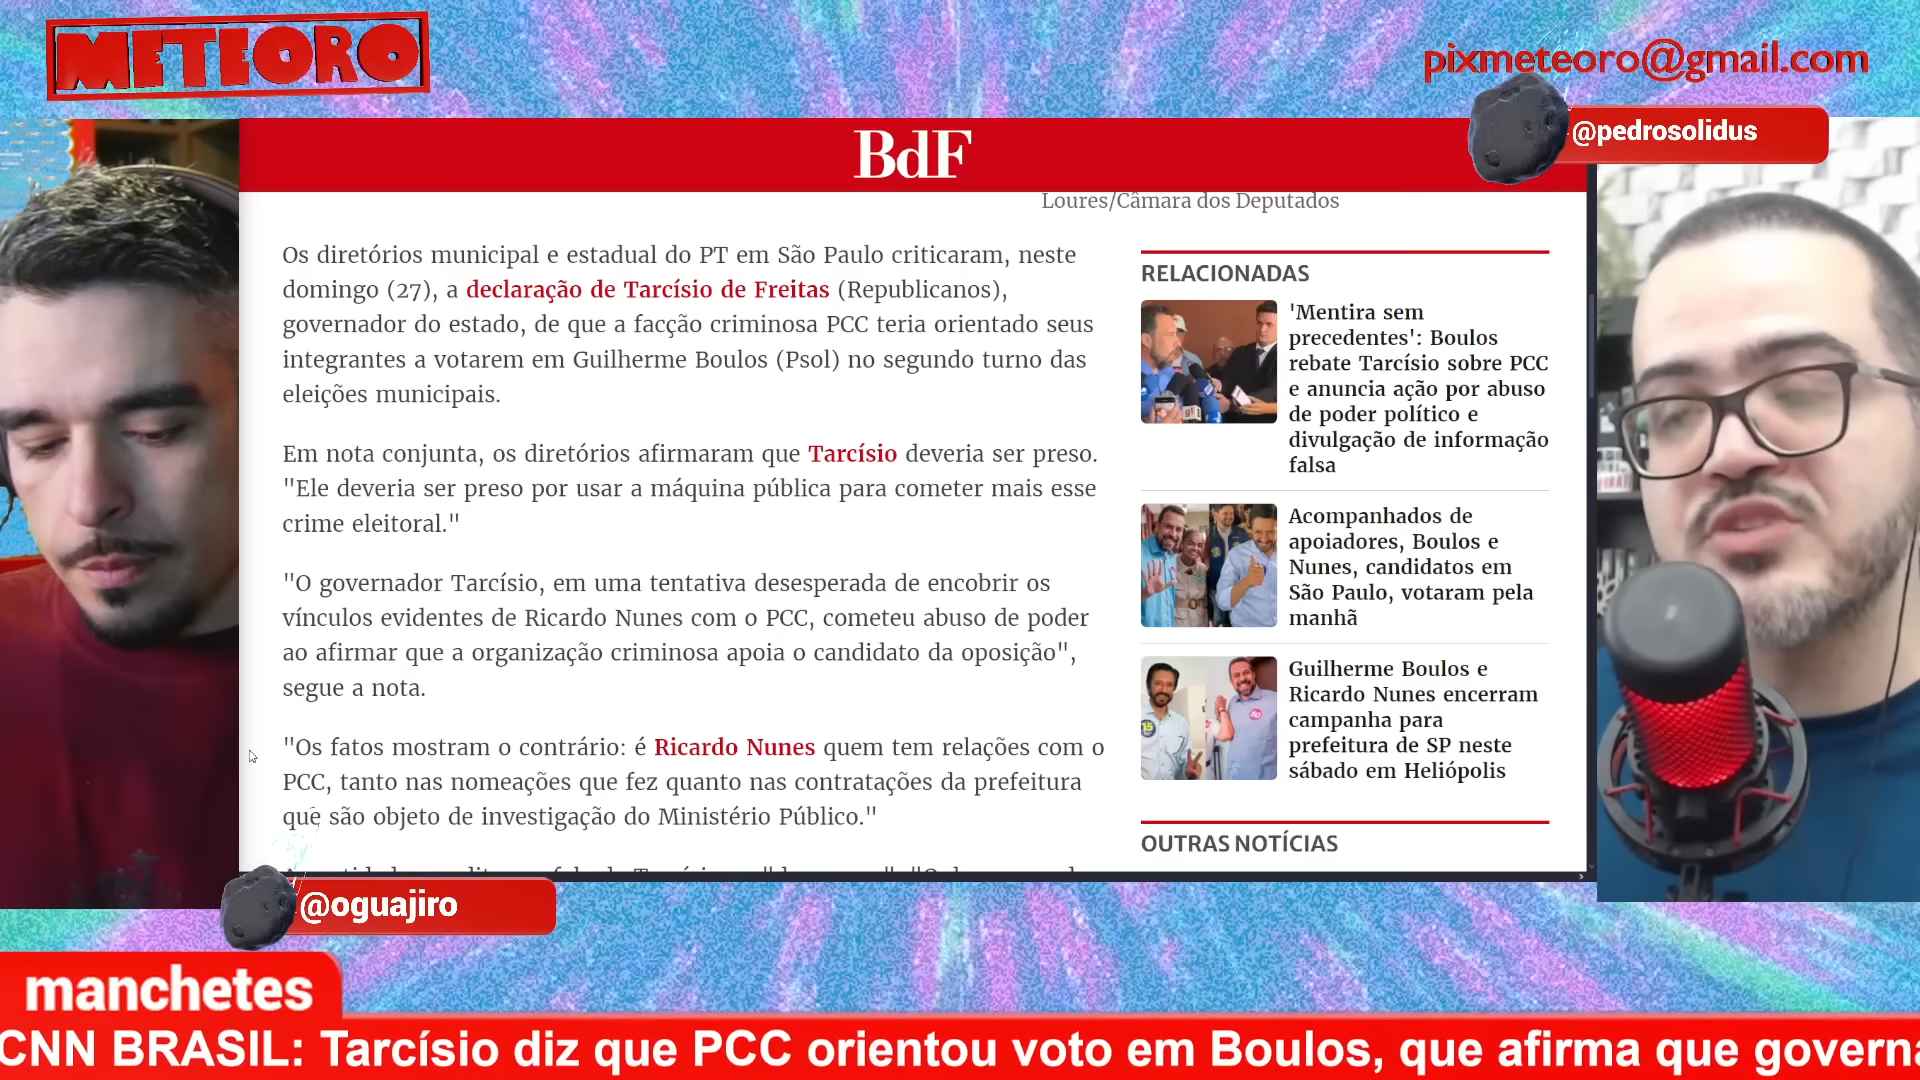 METEORO
pixmeteoro@gmail.com
@pedrosolidus
BdF
Loures/Câmara dos Deputados
Os diretórios municipal e estadual do PT em São Paulo criticaram, neste
domingo (27), a declaração de Tarcísio de Freitas (Republicanos),
governador do estado, de que a facção criminosa PCC teria orientado seus
integrantes a votarem em Guilherme Boulos (Psol) no segundo turno das
eleições municipais.
Em nota conjunta, os diretórios afirmaram que Tarcísio deveria ser preso.
"Ele deveria ser preso por usar a máquina pública para cometer mais esse
crime eleitoral."
"O governador Tarcísio, em uma tentativa desesperada de encobrir os
vínculos evidentes de Ricardo Nunes com o PCC, cometeu abuso de poder
ao afirmar que a organização criminosa apoia o candidato da oposição",
segue a nota.
"Os fatos mostram o contrário: é Ricardo Nunes quem tem relações com o
PCC, tanto nas nomeações que fez quanto nas contratações da prefeitura
que são objeto de investigação do Ministério Público."
RELACIONADAS
'Mentira sem
precedentes': Boulos
rebate Tarcísio sobre PCC
e anuncia ação por abuso
de poder político e
divulgação de informação
falsa
Acompanhados de
apoiadores, Boulos e
Nunes, candidatos em
São Paulo, votaram pela
manhã
Guilherme Boulos e
Ricardo Nunes encerram
campanha para
prefeitura de SP neste
sábado em Heliópolis
OUTRAS NOTÍCIAS
@oguajiro
manchetes
CNN BRASIL: Tarcísio diz que PCC orientou voto em Boulos, que afirma que governa